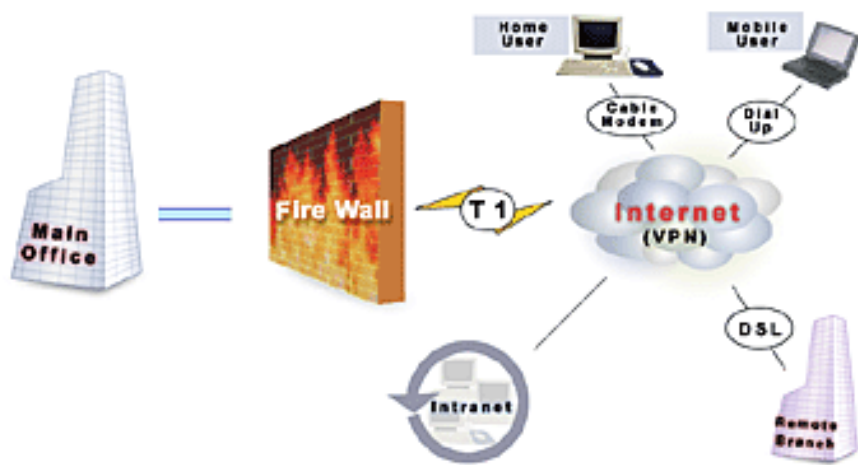 Home
User
Mobile
User
Cable
Modem
Dial
Up
Main
Office
Fire Wall
T 1
Internet
(VPN)
DSL
Intranet
Remote
Branch